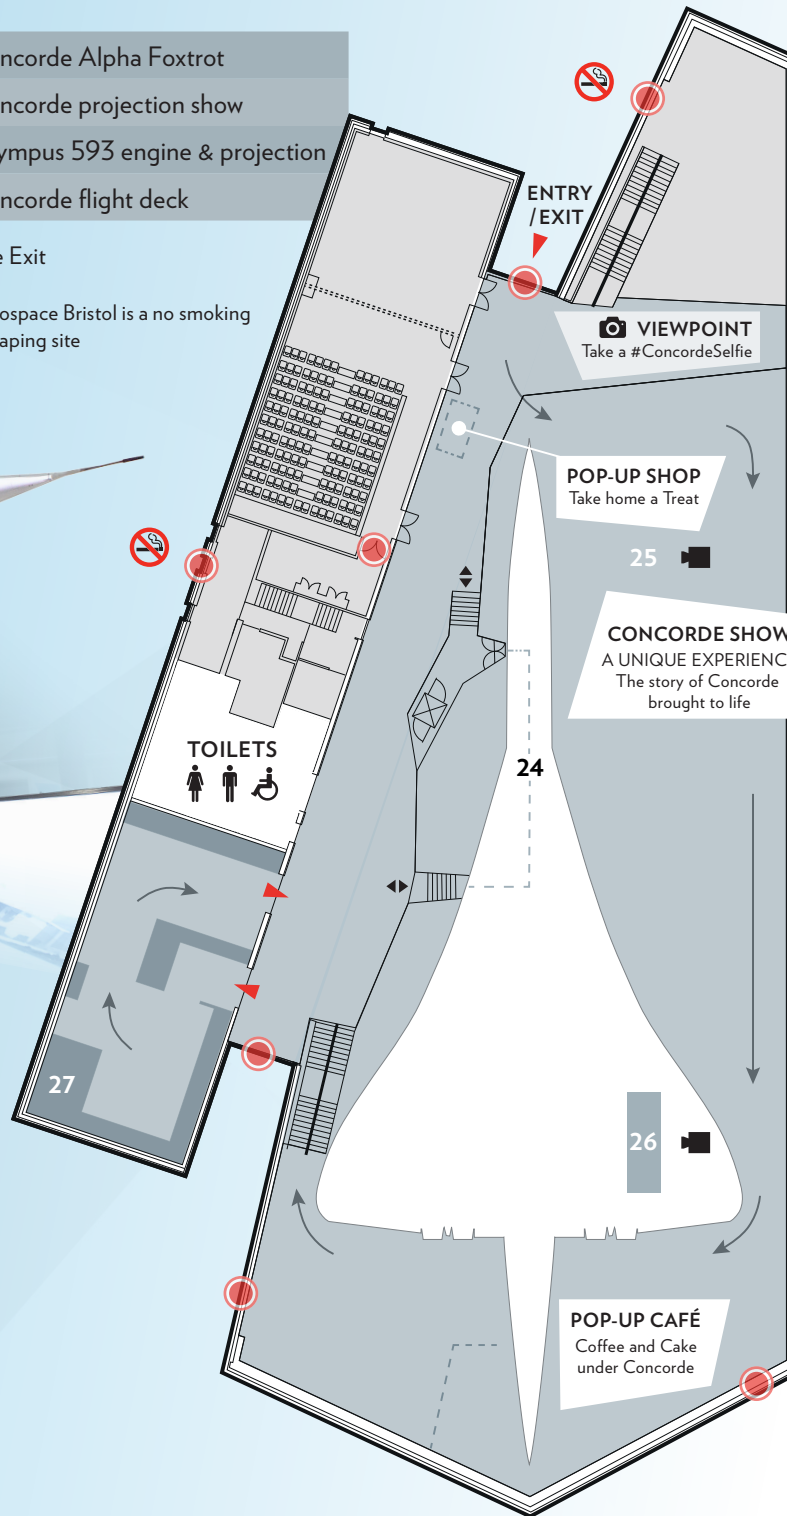 ncorde Alpha Foxtrot
ncorde projection show
ympus 593 engine & projection
ncorde flight deck
e Exit
ospace Bristol is a no smoking
aping site
ENTRY
/EXIT
VIEWPOINT
Take a #ConcordeSelfie
POP-UP SHOP
Take home a Treat
25
CONCORDE SHOW
A UNIQUE EXPERIENC
The story of Concorde
brought to life
24
TOILETS
27
26
POP-UP CAFÉ
Coffee and Cake
under Concorde